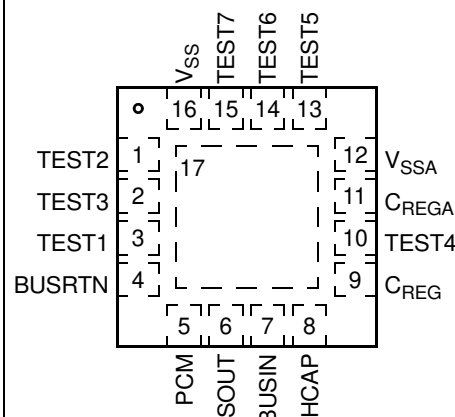 VSS
TEST7
TEST6
TEST5
16 15 14 13
TEST2 1 17 12 VSSA
TEST3 2 11 CREGA
TEST1 3 10 TEST4
BUSRTN 4 9 CREG
5 6 7 8
PCM
SOUT
BUSIN
HCAP